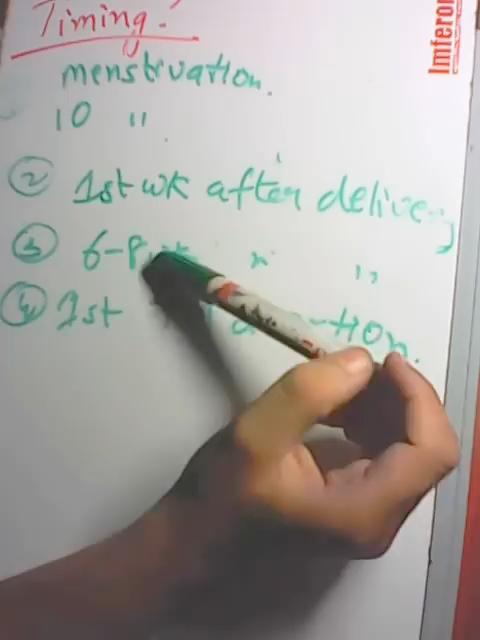 Timing:
Imferon
menstruation.
10 "
② 1st wk after delivery
③ 6-8 " "
④ 1st